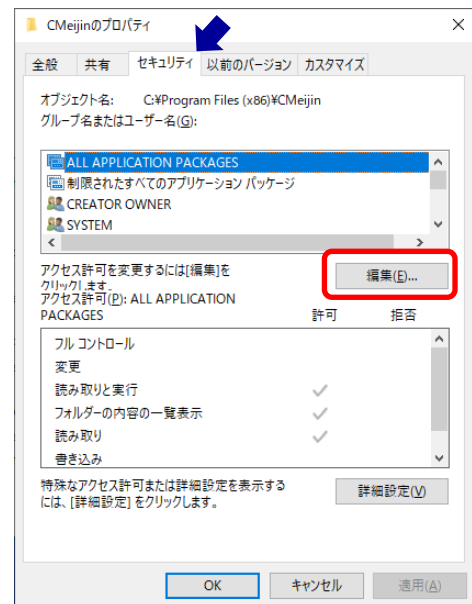 CMeijinのプロパティ
全般 共有 セキュリティ 以前のバージョン カスタマイズ
オブジェクト名: C:¥Program Files (x86)¥CMeijin
グループ名またはユーザー名(G):
ALL APPLICATION PACKAGES
制限されたすべてのアプリケーション パッケージ
CREATOR OWNER
SYSTEM
アクセス許可を変更するには[編集]を
クリックします。
編集(E)...
アクセス許可(P): ALL APPLICATION
PACKAGES 許可 拒否
フル コントロール
変更
読み取りと実行
フォルダーの内容の一覧表示
読み取り
書き込み
特殊なアクセス許可または詳細設定を表示する
には、[詳細設定] をクリックします。
詳細設定(V)
OK キャンセル 適用(A)